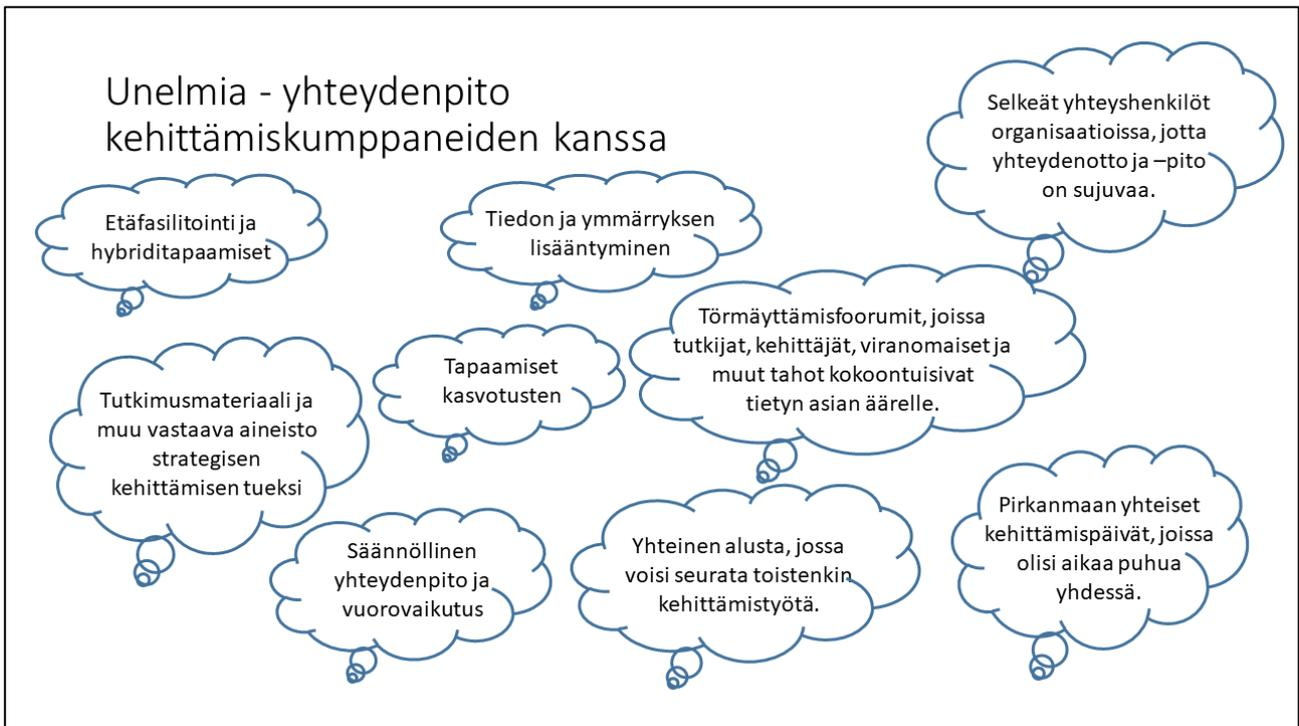 Unelmia - yhteydenpito
kehittämiskumppaneiden kanssa
Selkeät yhteyshenkilöt
organisaatioissa, jotta
yhteydenotto ja –pito
on sujuvaa.
Etäfasilitointi ja
hybriditapaamiset
Tiedon ja ymmärryksen
lisääntyminen
Törmäyttämisfoorumit, joissa
tutkijat, kehittäjät, viranomaiset ja
muut tahot kokoontuisivat
tietyn asian äärelle.
Tapaamiset
kasvotusten
Tutkimusmateriaali ja
muu vastaava aineisto
strategisen
kehittämisen tueksi
Säännöllinen
yhteydenpito ja
vuorovaikutus
Yhteinen alusta, jossa
voisi seurata toistenkin
kehittämistyötä.
Pirkanmaan yhteiset
kehittämispäivät, joissa
olisi aikaa puhua
yhdessä.